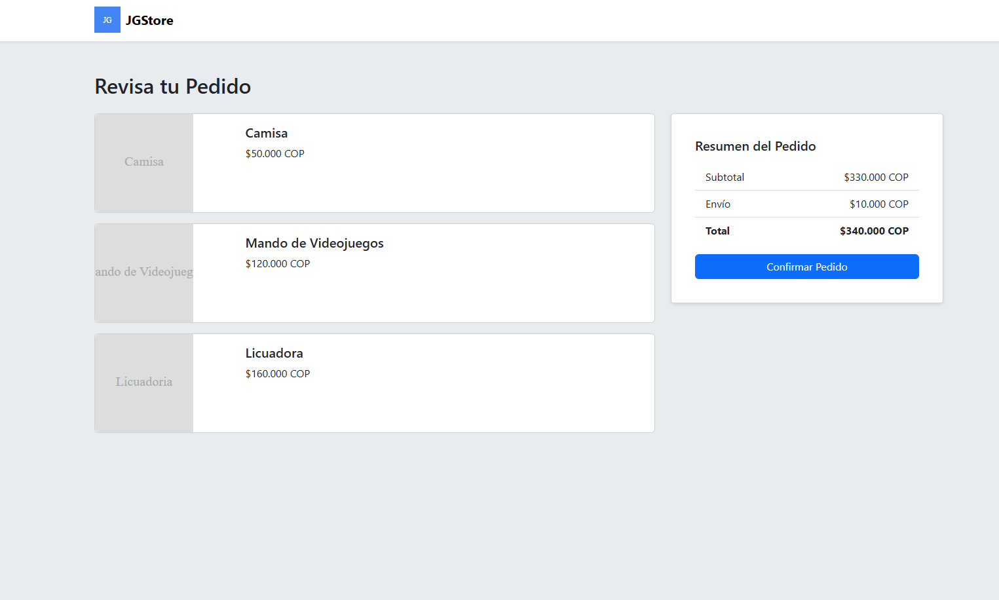 JG JGStore
Revisa tu Pedido
Camisa
Camisa
$50.000 COP
ando de Videojueg
Mando de Videojuegos
$120.000 COP
Licuadoria
Licuadora
$160.000 COP
Resumen del Pedido
Subtotal $330.000 COP
Envío $10.000 COP
Total $340.000 COP
Confirmar Pedido